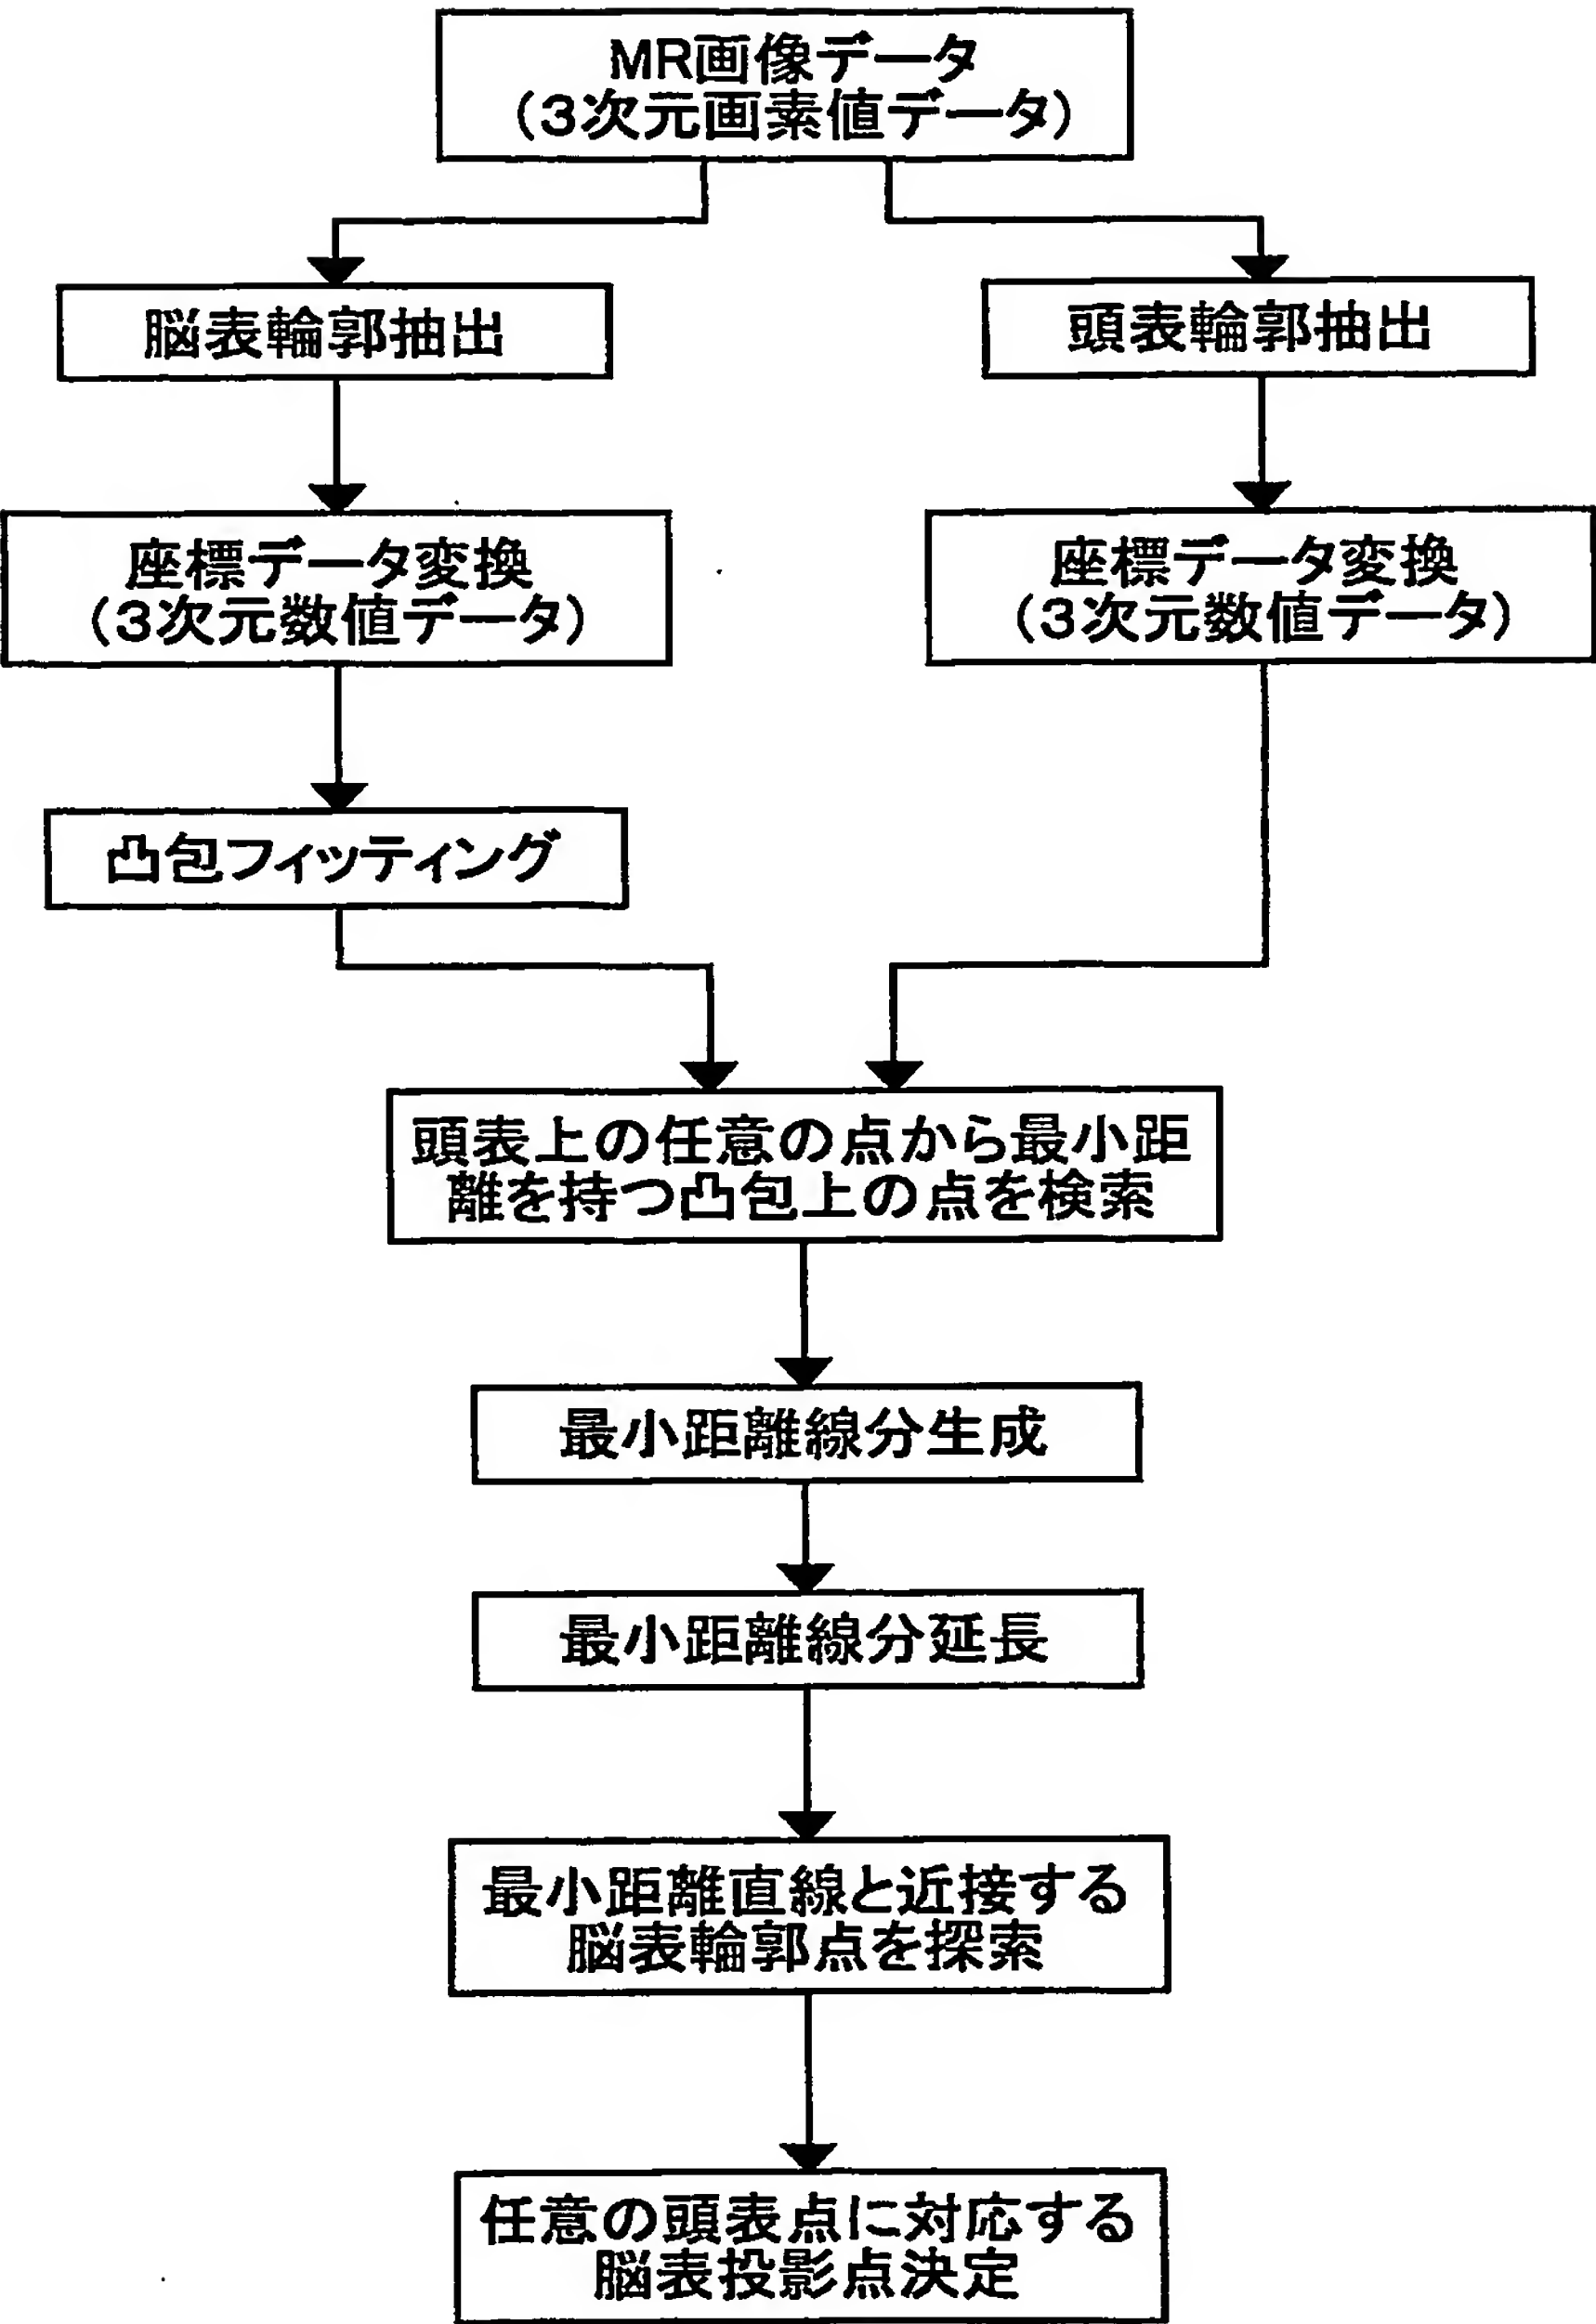 MR画像データ
(3次元画素値データ)
脳表輪郭抽出
頭表輪郭抽出
座標データ変換
(3次元数値データ)
座標データ変換
(3次元数値データ)
凸包フィッティング
頭表上の任意の点から最小距
離を持つ凸包上の点を検索
最小距離線分生成
最小距離線分延長
最小距離直線と近接する
脳表輪郭点を探索
任意の頭表点に対応する
脳表投影点決定